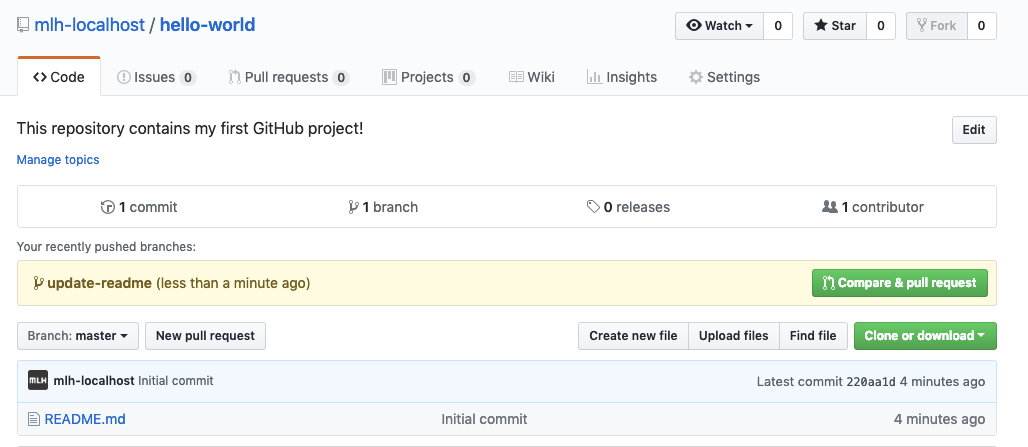 mlh-localhost / hello-world Watch 0 Star 0 Fork 0
Code Issues 0 Pull requests 0 Projects 0 Wiki Insights Settings
This repository contains my first GitHub project! Edit
Manage topics
1 commit 1 branch 0 releases 1 contributor
Your recently pushed branches:
update-readme (less than a minute ago) Compare & pull request
Branch: master New pull request Create new file Upload files Find file Clone or download
MLH mlh-localhost Initial commit Latest commit 220aa1d 4 minutes ago
README.md Initial commit 4 minutes ago